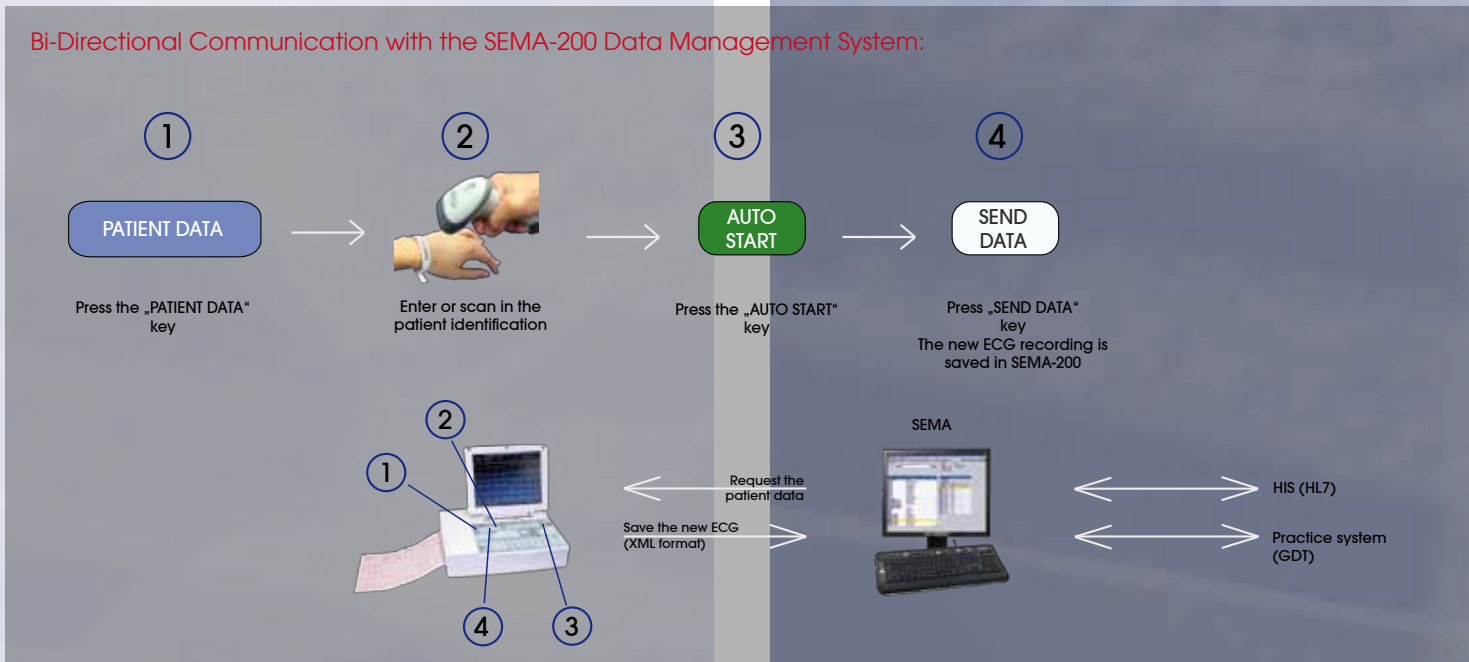 Bi-Directional Communication with the SEMA-200 Data Management System:
1
2
3
4
PATIENT DATA
AUTO
START
SEND
DATA
Press the „PATIENT DATA“
key
Enter or scan in the
patient identification
Press the „AUTO START“
key
Press „SEND DATA“
key
The new ECG recording is
saved in SEMA-200
2
1
4
3
SEMA
Request the
patient data
Save the new ECG
(XML format)
HIS (HL7)
Practice system
(GDT)